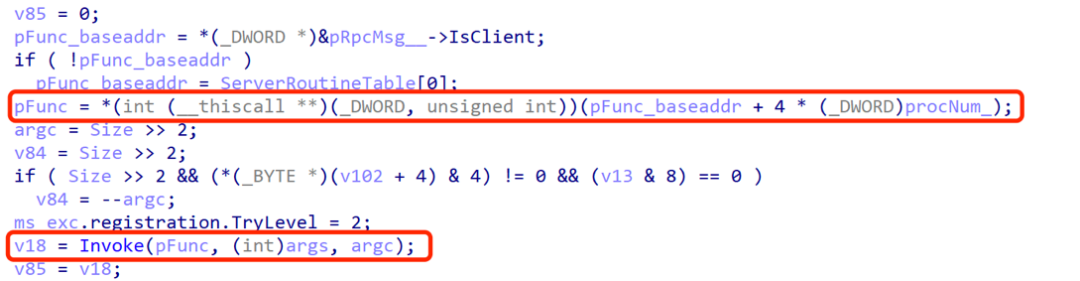 v85 = 0;
pFunc_baseaddr = *(_DWORD *)&pRpcMsg__->IsClient;
if ( !pFunc_baseaddr )
pFunc_baseaddr = ServerRoutineTable[0];
pFunc = *(int (__thiscall **)(_DWORD, unsigned int))(pFunc_baseaddr + 4 * (_DWORD)procNum_);
argc = Size >> 2;
v84 = Size >> 2;
if ( Size >> 2 && (*(_BYTE *)(v102 + 4) & 4) != 0 && (v13 & 8) == 0 )
v84 = --argc;
ms_exc.registration.TryLevel = 2;
v18 = Invoke(pFunc, (int)args, argc);
v85 = v18;